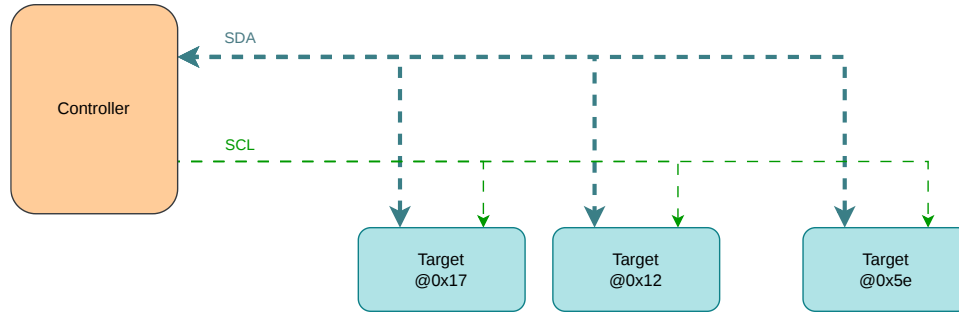 SDA
Controller
SCL
Target
@0x17
Target
@0x12
Target
@0x5e